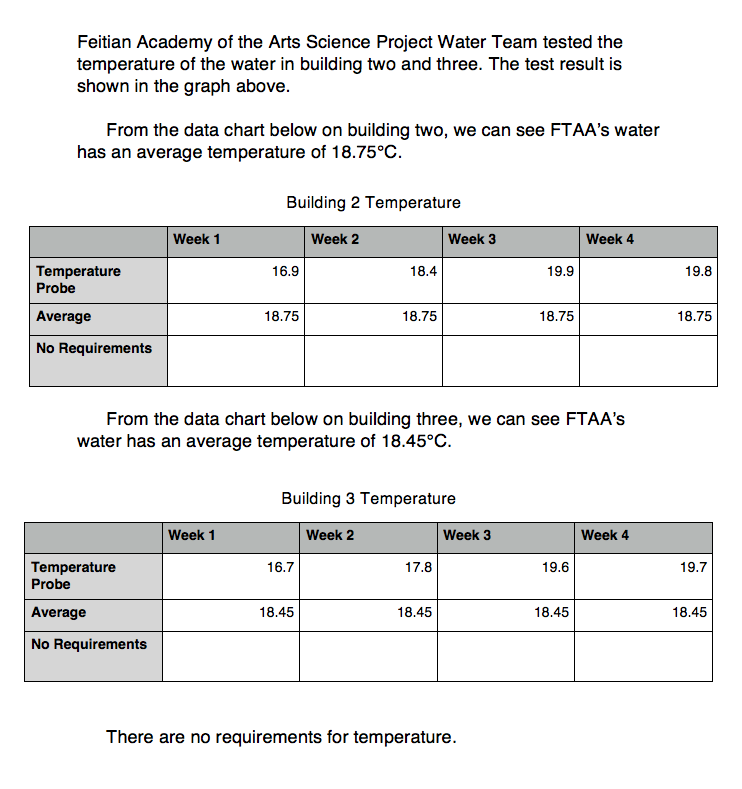 Feitian Academy of the Arts Science Project Water Team tested the
temperature of the water in building two and three. The test result is
shown in the graph above.
From the data chart below on building two, we can see FTAA's water
has an average temperature of 18.75°C.
Building 2 Temperature
Week 1 Week 2 Week 3 Week 4
Temperature Probe 16.9 18.4 19.9 19.8
Average 18.75 18.75 18.75 18.75
No Requirements
From the data chart below on building three, we can see FTAA's
water has an average temperature of 18.45°C.
Building 3 Temperature
Week 1 Week 2 Week 3 Week 4
Temperature Probe 16.7 17.8 19.6 19.7
Average 18.45 18.45 18.45 18.45
No Requirements
There are no requirements for temperature.